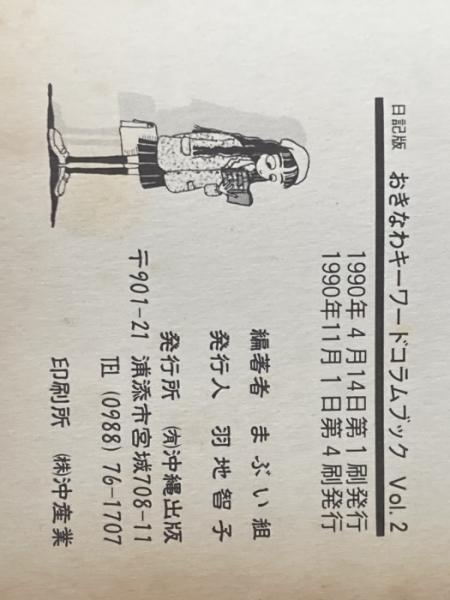 日記版 おきなわキーワードコラムブック Vol.2
1990年4月14日第1刷発行
1990年11月1日第4刷発行
編著者 まぶい組
発行人 羽地智子
発行所 ㈲沖縄出版
〒901-21 浦添市宮城708-11
℡ (0988) 76-1707
印刷所 ㈱沖産業